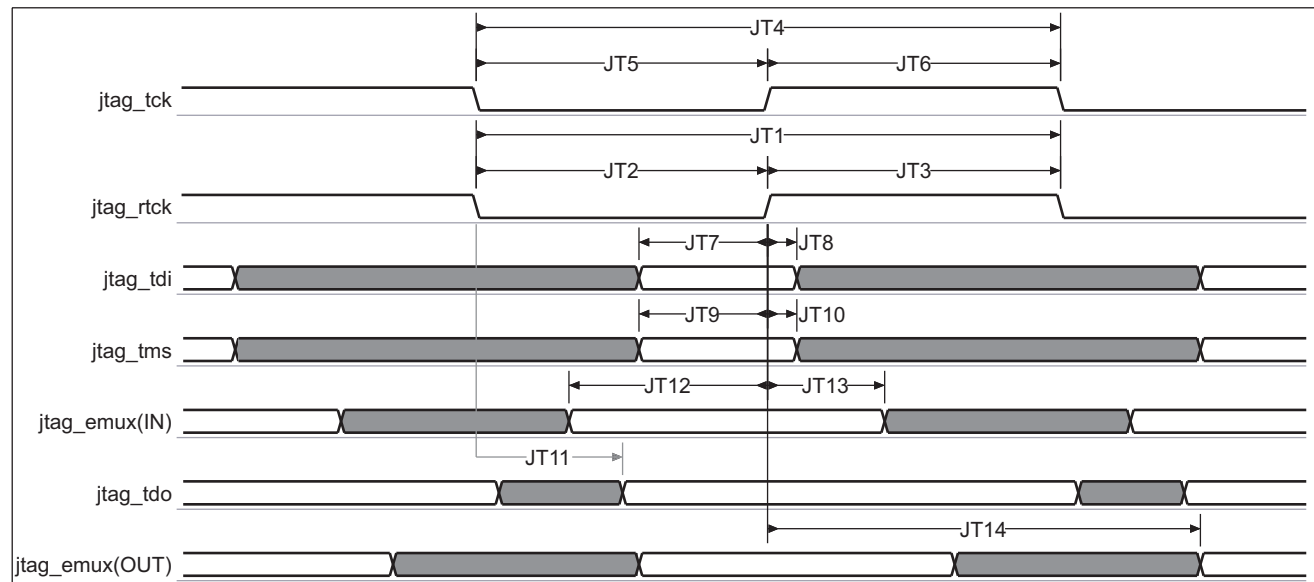 JT4
JT5 JT6
jtag_tck
JT1
JT2 JT3
jtag_rtck
JT7 JT8
jtag_tdi
JT9 JT10
jtag_tms
JT12 JT13
jtag_emux(IN)
JT11
jtag_tdo
JT14
jtag_emux(OUT)